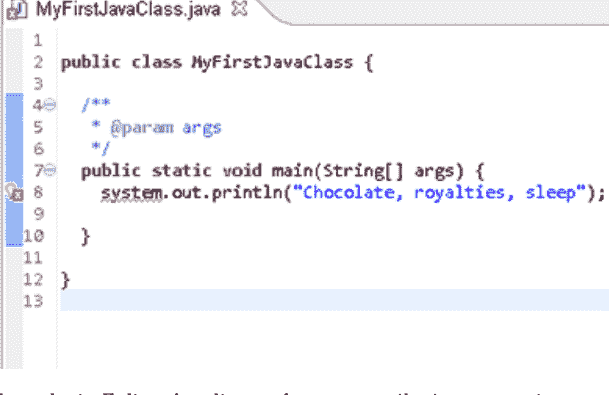 MyFirstJavaClass.java
1
2 public class MyFirstJavaClass {
3
4 /**
5 * @param args
6 */
7 public static void main(String[] args) {
8 system.out.println("Chocolate, royalties, sleep");
9
10 }
11
12 }
13